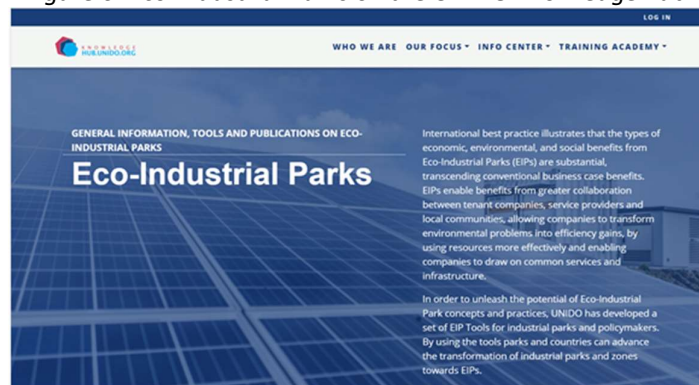 LOG IN
KNOWLEDGE
HUB.UNIDO.ORG
WHO WE ARE OUR FOCUS INFO CENTER TRAINING ACADEMY
GENERAL INFORMATION, TOOLS AND PUBLICATIONS ON ECO-
INDUSTRIAL PARKS
Eco-Industrial Parks
International best practice illustrates that the types of
economic, environmental, and social benefits from
Eco-Industrial Parks (EIPs) are substantial,
transcending conventional business case benefits.
EIPs enable benefits from greater collaboration
between tenant companies, service providers and
local communities, allowing companies to transform
environmental problems into efficiency gains, by
using resources more effectively and enabling
companies to draw on common services and
infrastructure.
In order to unleash the potential of Eco-Industrial
Park concepts and practices, UNIDO has developed a
set of EIP Tools for industrial parks and policymakers.
By using the tools parks and countries can advance
the transformation of industrial parks and zones
towards EIPs.